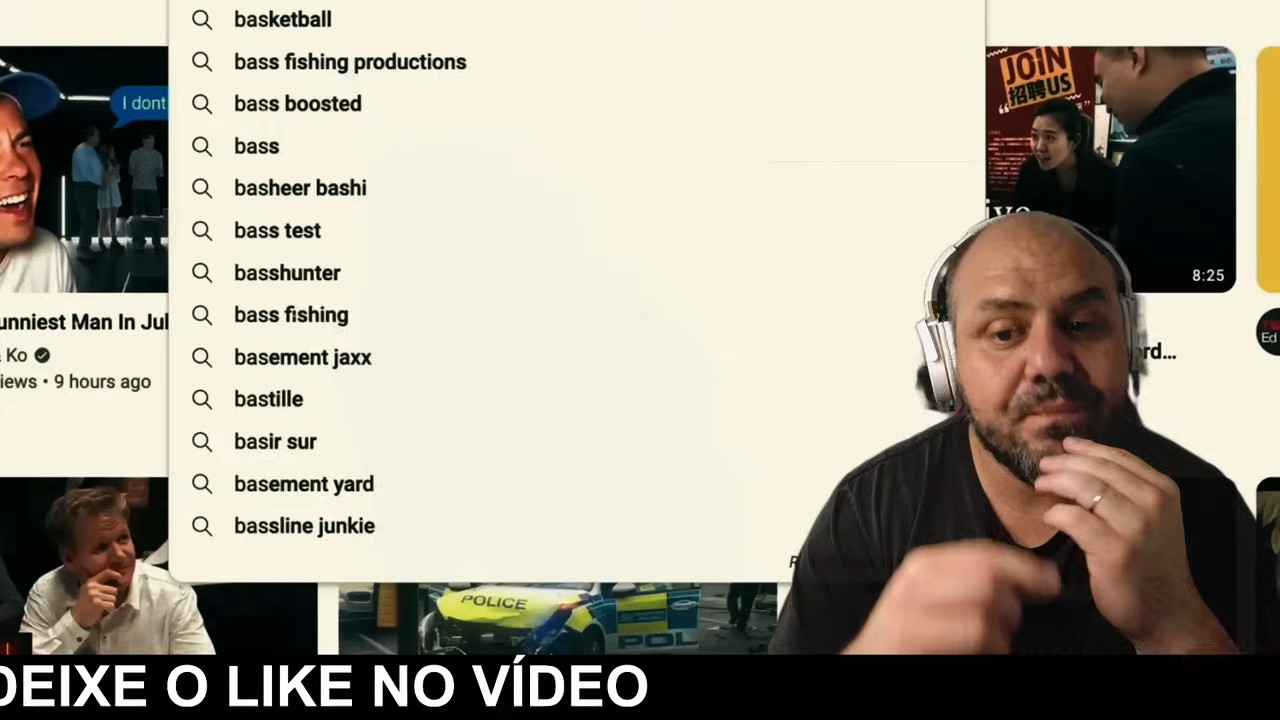 basketball
bass fishing productions
bass boosted
bass
basheer bashi
bass test
basshunter
bass fishing
basement jaxx
bastille
basir sur
basement yard
bassline junkie
I dont
JOIN
招聘US
8:25
unniest Man In Jul
Ko
iews • 9 hours ago
rd...
Ed
POLICE
POL
DEIXE O LIKE NO VÍDEO